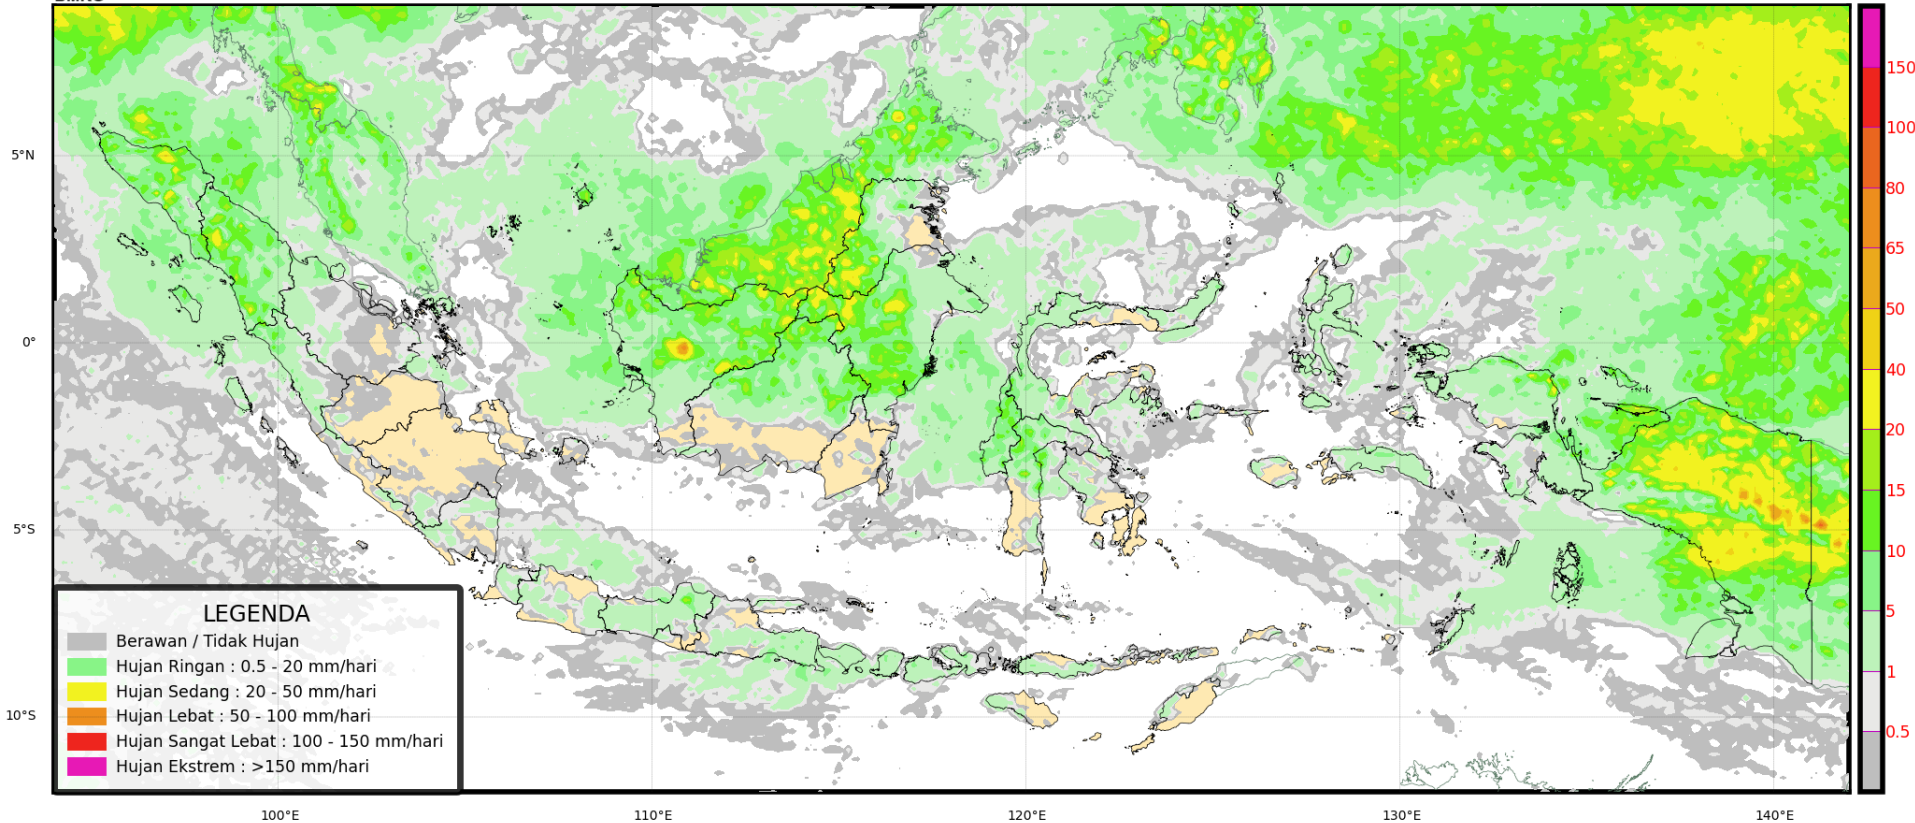 5°N
0°
5°S
10°S
100°E
110°E
120°E
130°E
140°E
LEGENDA
Berawan / Tidak Hujan
Hujan Ringan : 0.5 - 20 mm/hari
Hujan Sedang : 20 - 50 mm/hari
Hujan Lebat : 50 - 100 mm/hari
Hujan Sangat Lebat : 100 - 150 mm/hari
Hujan Ekstrem : >150 mm/hari
150
100
80
65
50
40
20
15
10
5
1
0.5